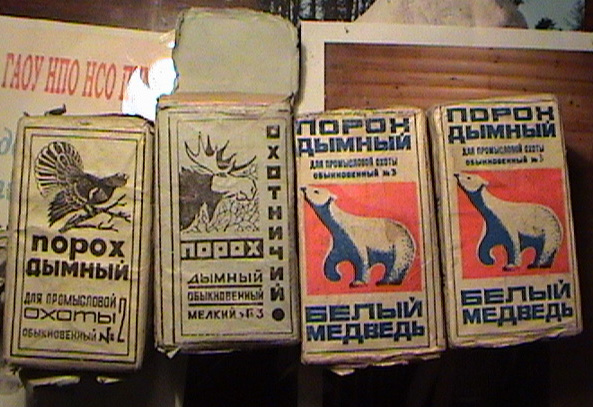 ГАОУ НПО НСО
порох
дымный
для промысловой
охоты
обыкновенный №2
Охотничий
порох
дымный
обыкновенный
мелкий №3
ПОРОХ
ДЫМНЫЙ
для промысловой охоты
обыкновенный №3
БЕЛЫЙ
МЕДВЕДЬ
ПОРОХ
ДЫМНЫЙ
для промысловой охоты
обыкновенный №3
БЕЛЫЙ
МЕДВЕДЬ